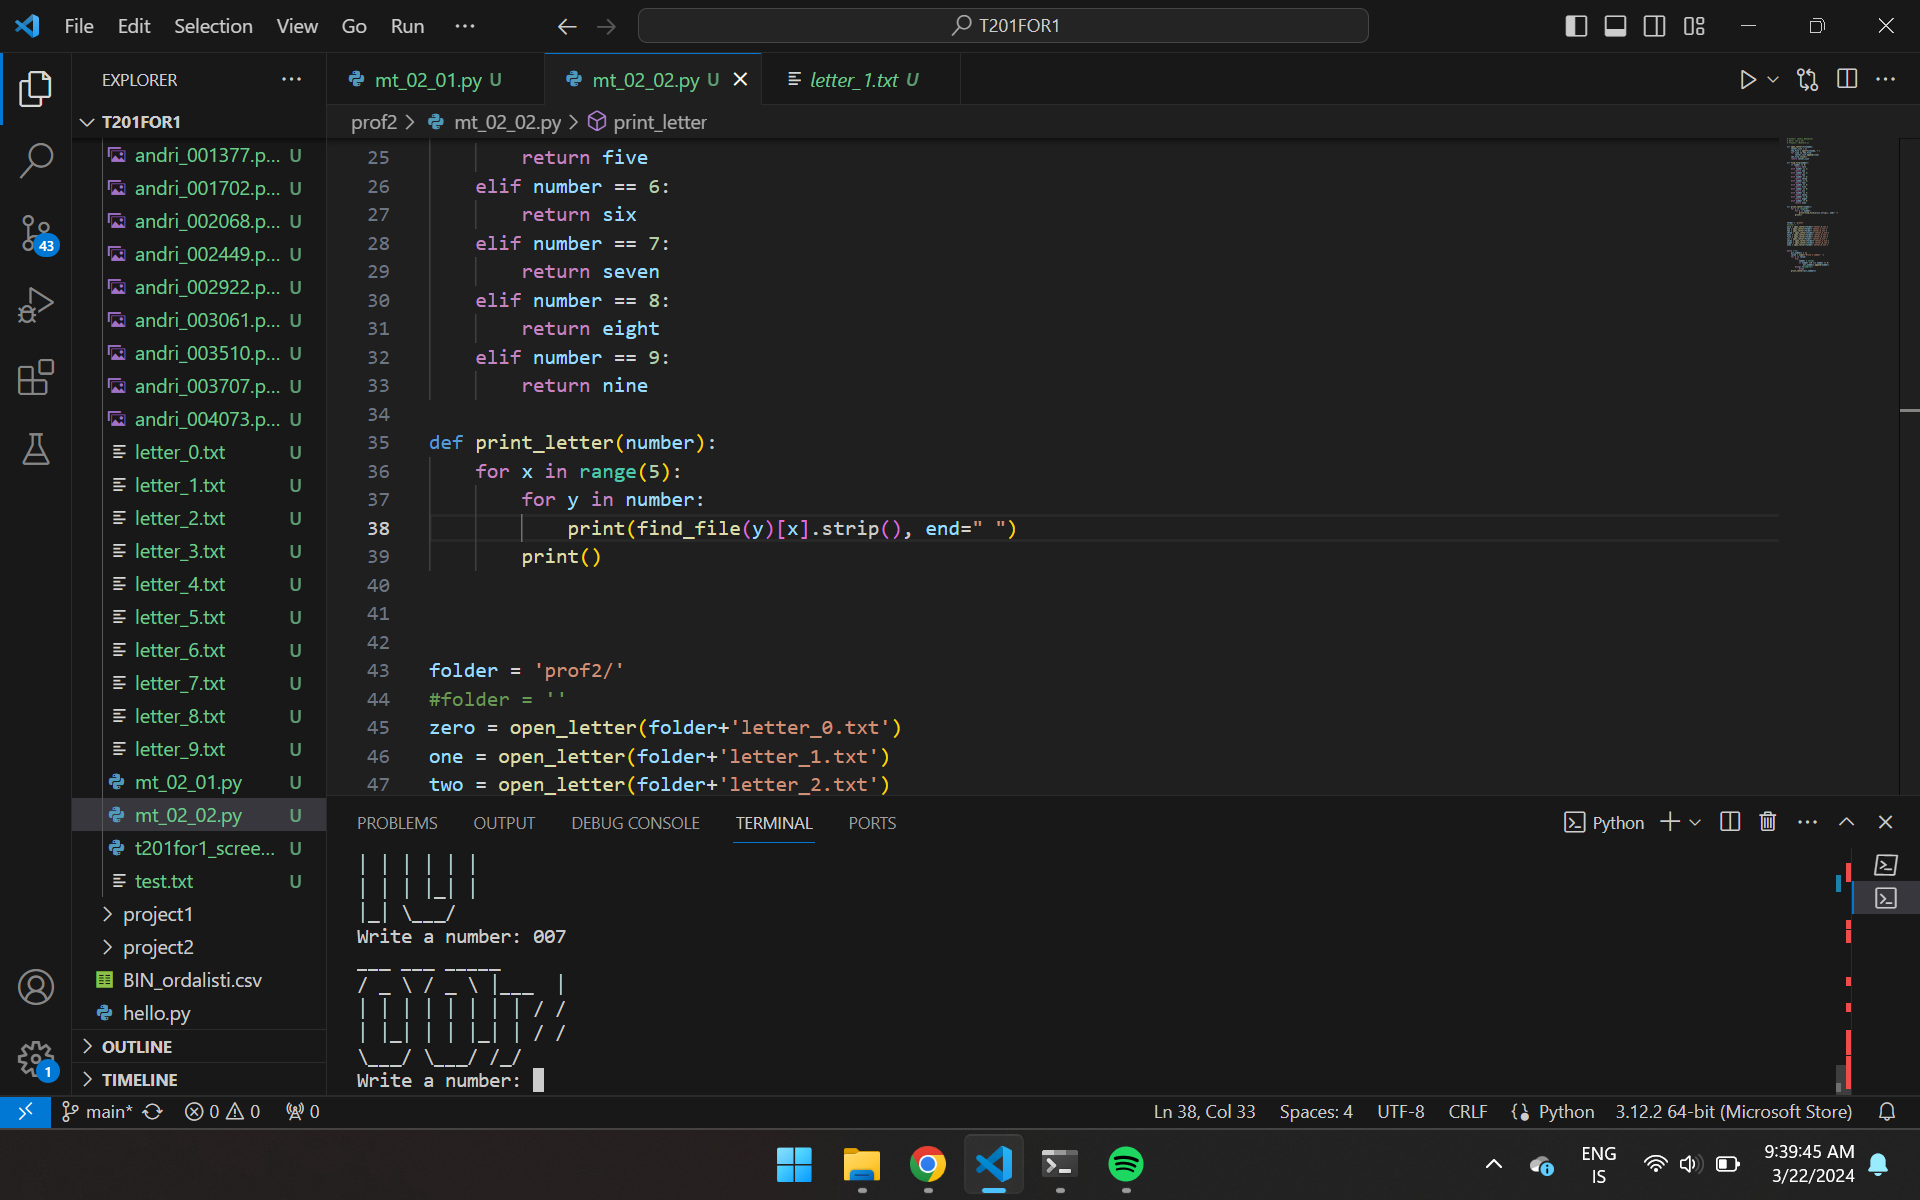 File Edit Selection View Go Run ··· T201FOR1
EXPLORER ···
T201FOR1
andri_001377.p... U
andri_001702.p... U
andri_002068.p... U
andri_002449.p... U
andri_002922.p... U
andri_003061.p... U
andri_003510.p... U
andri_003707.p... U
andri_004073.p... U
letter_0.txt U
letter_1.txt U
letter_2.txt U
letter_3.txt U
letter_4.txt U
letter_5.txt U
letter_6.txt U
letter_7.txt U
letter_8.txt U
letter_9.txt U
mt_02_01.py U
mt_02_02.py U
t201for1_scree... U
test.txt U
project1
project2
BIN_ordalisti.csv
hello.py
OUTLINE
TIMELINE
43
1
mt_02_01.py U mt_02_02.py U letter_1.txt U
prof2 > mt_02_02.py > print_letter
25 return five
26 elif number == 6:
27 return six
28 elif number == 7:
29 return seven
30 elif number == 8:
31 return eight
32 elif number == 9:
33 return nine
34
35 def print_letter(number):
36 for x in range(5):
37 for y in number:
38 print(find_file(y)[x].strip(), end=" ")
39 print()
40
41
42
43 folder = 'prof2/'
44 #folder = ''
45 zero = open_letter(folder+'letter_0.txt')
46 one = open_letter(folder+'letter_1.txt')
47 two = open_letter(folder+'letter_2.txt')
PROBLEMS OUTPUT DEBUG CONSOLE TERMINAL PORTS Python
| | | | | |
| | | |_| |
|_| \___/
Write a number: 007
___ ___ _____
/ _ \ / _ \ |___  |
| | | | | | | | / /
| |_| | | |_| | / /
\___/ \___/ /_/
Write a number:
main* 0 0 0 Ln 38, Col 33 Spaces: 4 UTF-8 CRLF Python 3.12.2 64-bit (Microsoft Store)
ENG
IS
9:39:45 AM
3/22/2024